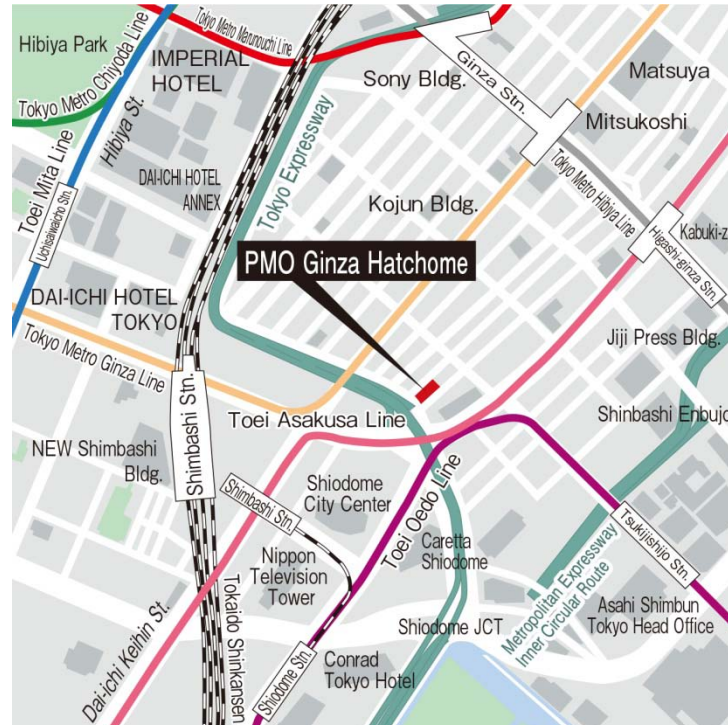 Hibiya Park
Tokyo Metro Marunouchi Line
IMPERIAL
HOTEL
Sony Bldg.
Ginza Stn.
Matsuya
Tokyo Metro Chiyoda Line
Hibiya St.
Mitsukoshi
Toei Mita Line
DAI-ICHI HOTEL
ANNEX
Tokyo Expressway
Tokyo Metro Hibiya Line
Uchisaiwaicho Stn.
Kojun Bldg.
Higashi-ginza Stn.
Kabuki-z
PMO Ginza Hatchome
DAI-ICHI HOTEL
TOKYO
Tokyo Metro Ginza Line
Jiji Press Bldg.
Shimbashi Stn.
Toei Asakusa Line
Shinbashi Enbujo
NEW Shimbashi
Bldg.
Shimbashi Stn.
Shiodome
City Center
Toei Oedo Line
Caretta
Shiodome
Tsukijishijo Stn.
Nippon
Television
Tower
Metropolitan Expressway
Inner Circular Route
Asahi Shimbun
Tokyo Head Office
Dai-ichi Keihin St.
Tokaido Shinkansen
Shiodome Stn.
Shiodome JCT
Conrad
Tokyo Hotel